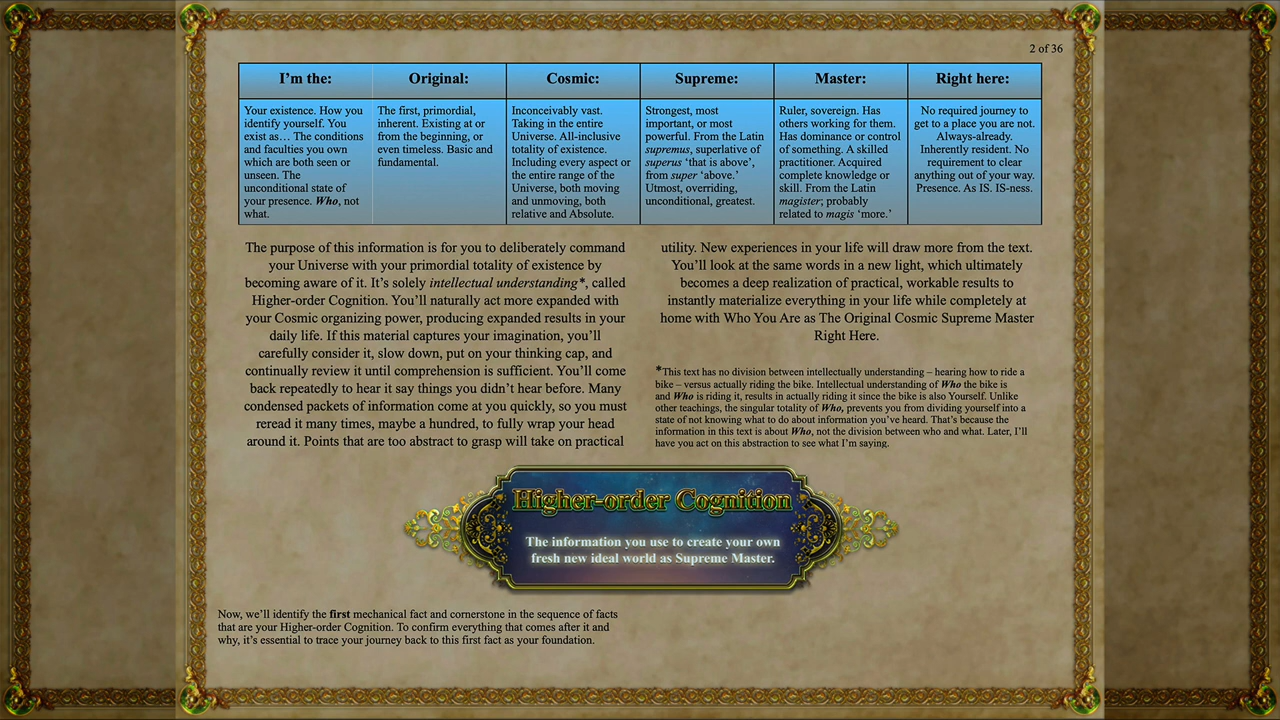 2 of 36
I'm the:
Original:
Cosmic:
Supreme:
Master:
Right here:
Your existence. How you
identify yourself. You
exist as… The conditions
and faculties you own
which are both seen or
unseen. The
unconditional state of
your presence. Who, not
what.
The first, primordial,
inherent. Existing at or
from the beginning, or
even timeless. Basic and
fundamental.
Inconceivably vast.
Taking in the entire
Universe. All-inclusive
totality of existence.
Including every aspect or
the entire range of the
Universe, both moving
and unmoving, both
relative and Absolute.
Strongest, most
important, or most
powerful. From the Latin
supremus, superlative of
superus ‘that is above’,
from super ‘above.’
Utmost, overriding,
unconditional, greatest.
Ruler, sovereign. Has
others working for them.
Has dominance or control
of something. A skilled
practitioner. Acquired
complete knowledge or
skill. From the Latin
magister; probably
related to magis ‘more.’
No required journey to
get to a place you are not.
Always-already.
Inherently resident. No
requirement to clear
anything out of your way.
Presence. As IS. IS-ness.
The purpose of this information is for you to deliberately command
your Universe with your primordial totality of existence by
becoming aware of it. It’s solely intellectual understanding*, called
Higher-order Cognition. You’ll naturally act more expanded with
your Cosmic organizing power, producing expanded results in your
daily life. If this material captures your imagination, you’ll
carefully consider it, slow down, put on your thinking cap, and
continually review it until comprehension is sufficient. You’ll come
back repeatedly to hear it say things you didn’t hear before. Many
condensed packets of information come at you quickly, so you must
reread it many times, maybe a hundred, to fully wrap your head
around it. Points that are too abstract to grasp will take on practical
utility. New experiences in your life will draw more from the text.
You’ll look at the same words in a new light, which ultimately
becomes a deep realization of practical, workable results to
instantly materialize everything in your life while completely at
home with Who You Are as The Original Cosmic Supreme Master
Right Here.
*This text has no division between intellectually understanding – hearing how to ride a
bike – versus actually riding the bike. Intellectual understanding of Who the bike is
and Who is riding it, results in actually riding it since the bike is also Yourself. Unlike
other teachings, the singular totality of Who, prevents you from dividing yourself into a
state of not knowing what to do about information you’ve heard. That’s because the
information in this text is about Who, not the division between who and what. Later, I’ll
have you act on this abstraction to see what I’m saying.
Higher-order Cognition
The information you use to create your own
fresh new ideal world as Supreme Master.
Now, we’ll identify the first mechanical fact and cornerstone in the sequence of facts
that are your Higher-order Cognition. To confirm everything that comes after it and
why, it’s essential to trace your journey back to this first fact as your foundation.